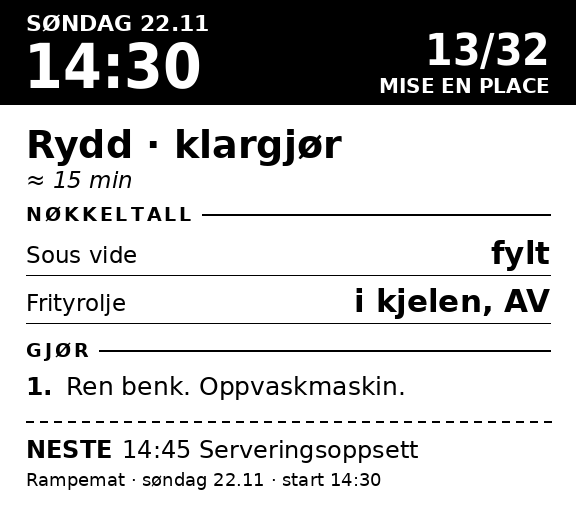 SØNDAG 22.11
14:30
13/32
MISE EN PLACE
Rydd · klargjør
≈ 15 min
NØKKELTALL
Sous vide fylt
Frityrolje i kjelen, AV
GJØR
1. Ren benk. Oppvaskmaskin.
NESTE 14:45 Serveringsoppsett
Rampemat · søndag 22.11 · start 14:30